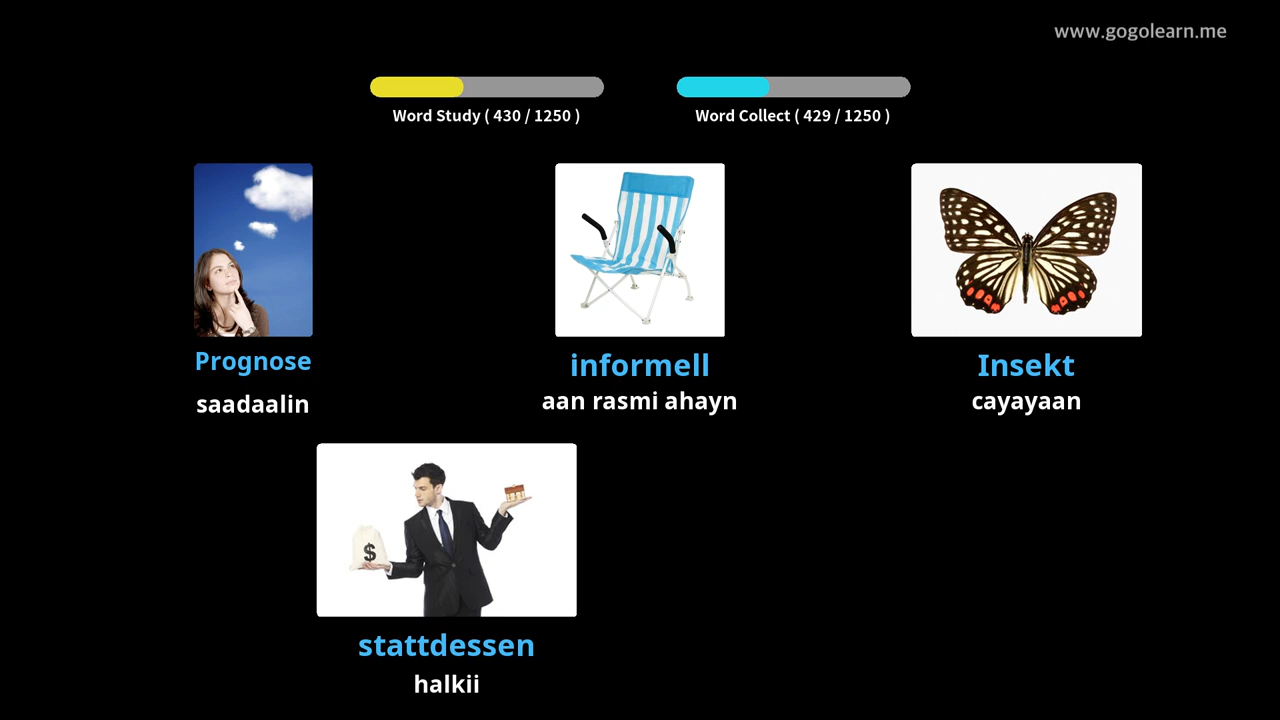 www.gogolearn.me
Word Study ( 430 / 1250 )
Word Collect ( 429 / 1250 )
Prognose
saadaalin
informell
aan rasmi ahayn
Insekt
cayayaan
$
stattdessen
halkii